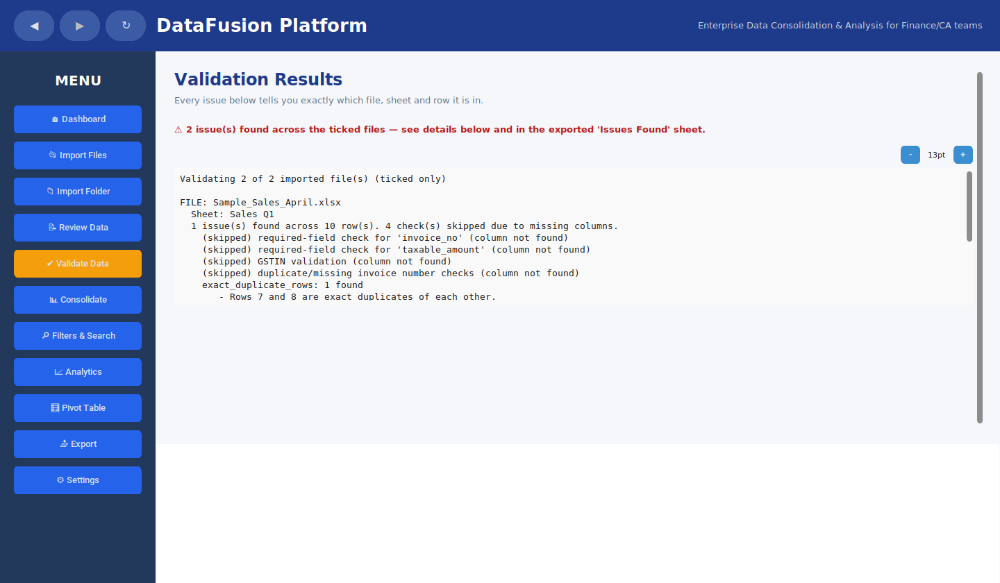 ◀ ▶ ↻ DataFusion Platform
Enterprise Data Consolidation & Analysis for Finance/CA teams
MENU
Dashboard
Import Files
Import Folder
Review Data
✔ Validate Data
Consolidate
Filters & Search
Analytics
Pivot Table
Export
⚙ Settings
Validation Results
Every issue below tells you exactly which file, sheet and row it is in.
⚠ 2 issue(s) found across the ticked files — see details below and in the exported 'Issues Found' sheet.
- 13pt +
Validating 2 of 2 imported file(s) (ticked only)
FILE: Sample_Sales_April.xlsx
Sheet: Sales Q1
1 issue(s) found across 10 row(s). 4 check(s) skipped due to missing columns.
(skipped) required-field check for 'invoice_no' (column not found)
(skipped) required-field check for 'taxable_amount' (column not found)
(skipped) GSTIN validation (column not found)
(skipped) duplicate/missing invoice number checks (column not found)
exact_duplicate_rows: 1 found
- Rows 7 and 8 are exact duplicates of each other.